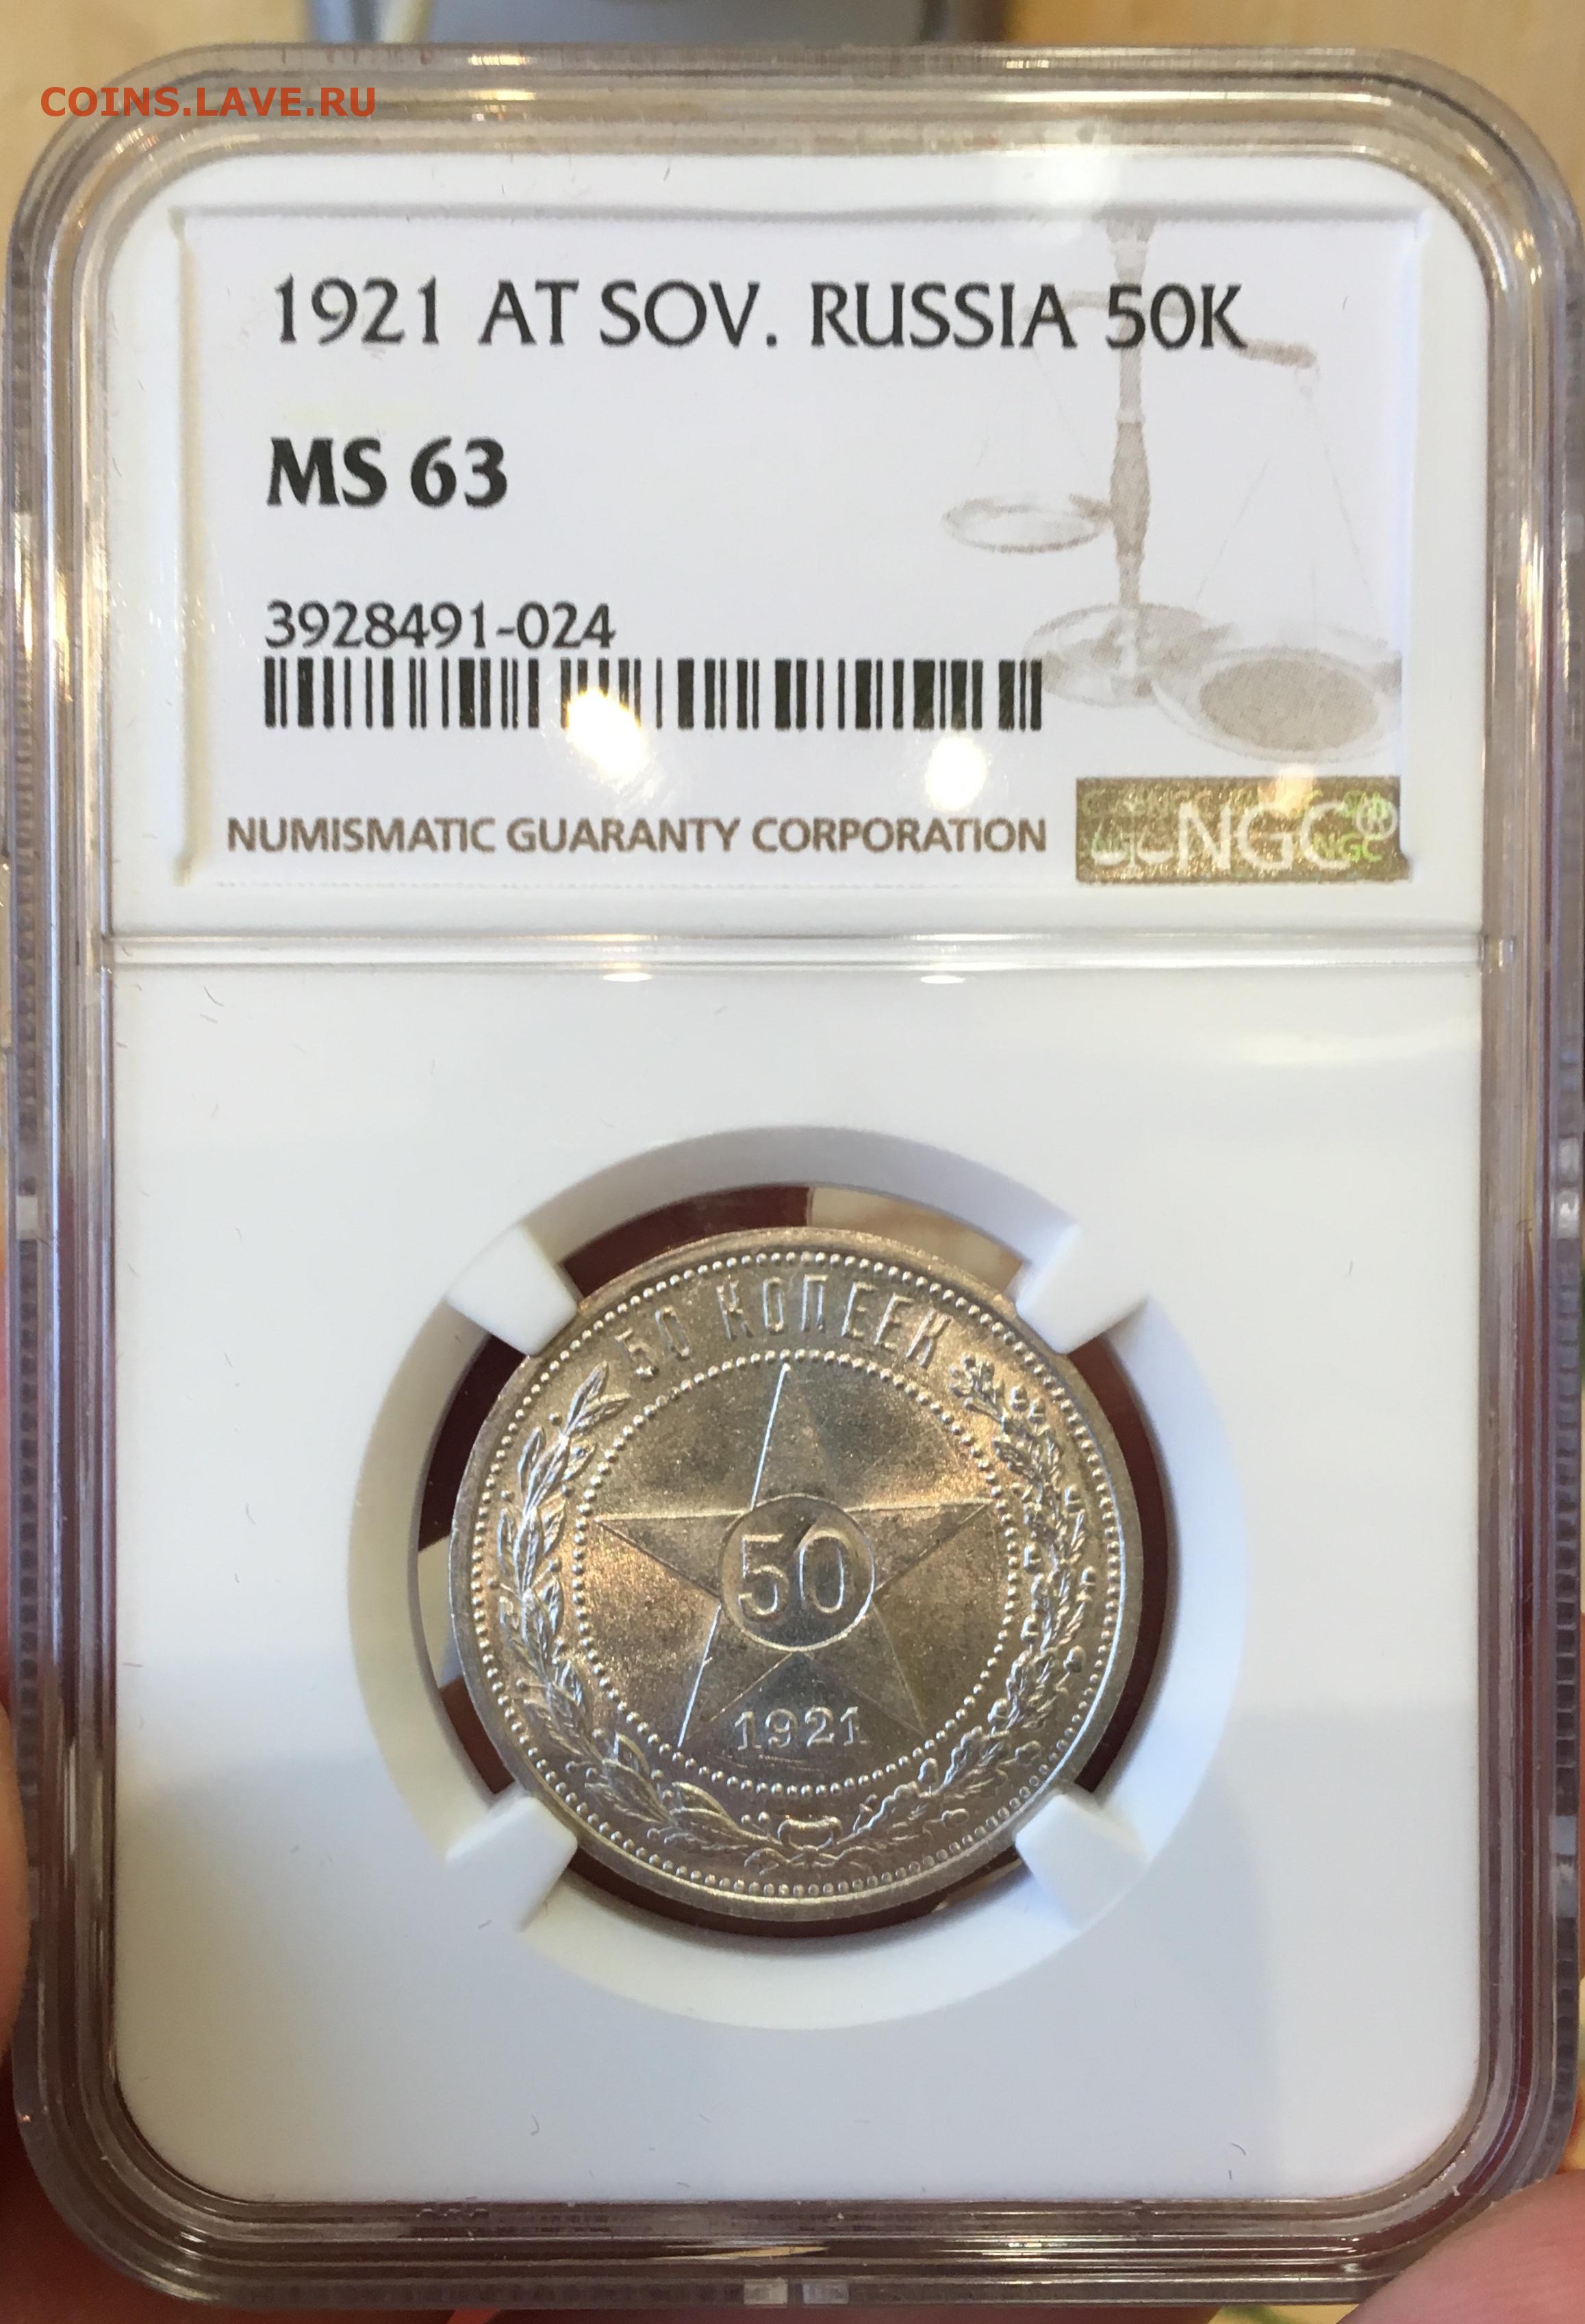 COINS.LAVE.RU
1921 AT SOV. RUSSIA 50K
MS 63
3928491-024
NUMISMATIC GUARANTY CORPORATION
NGC®
NGC
50 КОПЕЕК
50
1921